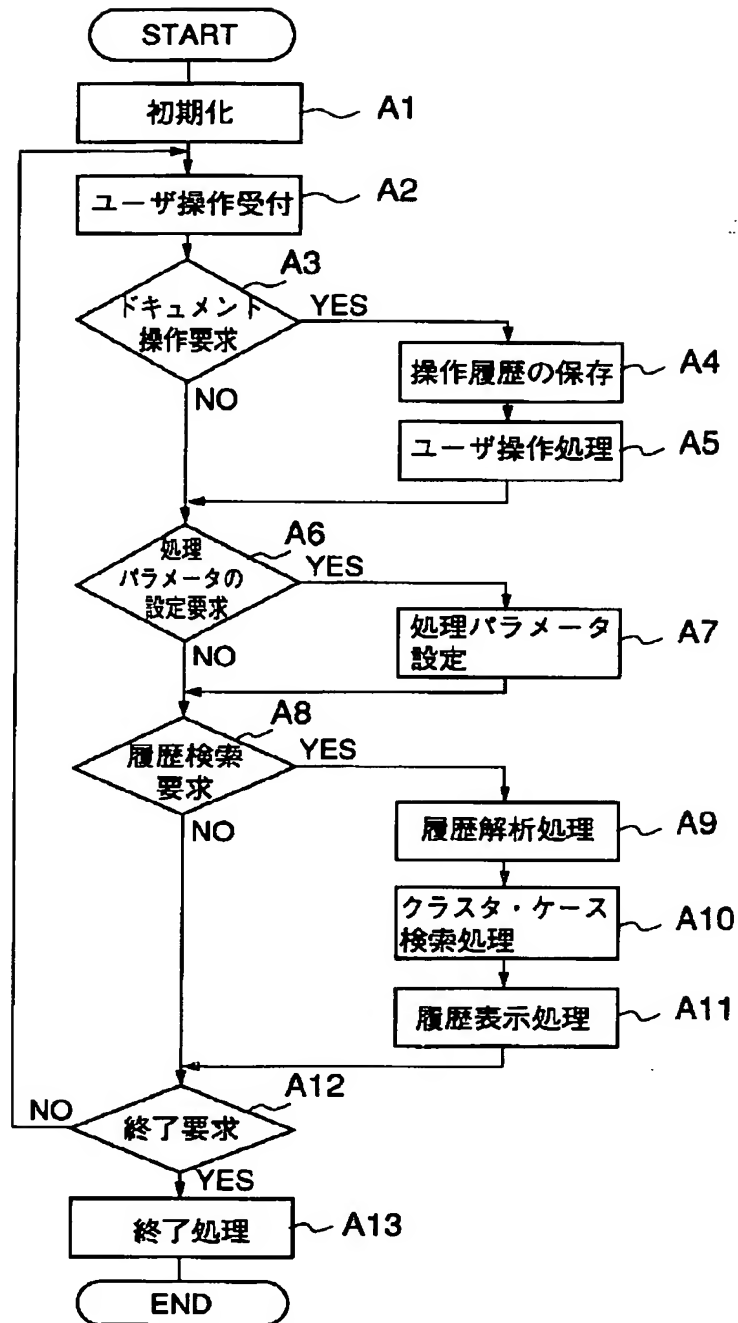 START
初期化
A1
ユーザ操作受付
A2
A3
ドキュメント
操作要求
YES
NO
操作履歴の保存
A4
ユーザ操作処理
A5
A6
処理
パラメータの
設定要求
YES
NO
処理パラメータ
設定
A7
A8
履歴検索
要求
YES
NO
履歴解析処理
A9
クラスタ・ケース
検索処理
A10
履歴表示処理
A11
A12
終了要求
NO
YES
終了処理
A13
END